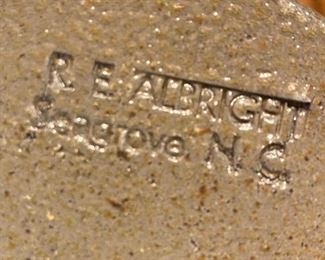 R. E. ALBRIGHT
Seagrove. N. C.